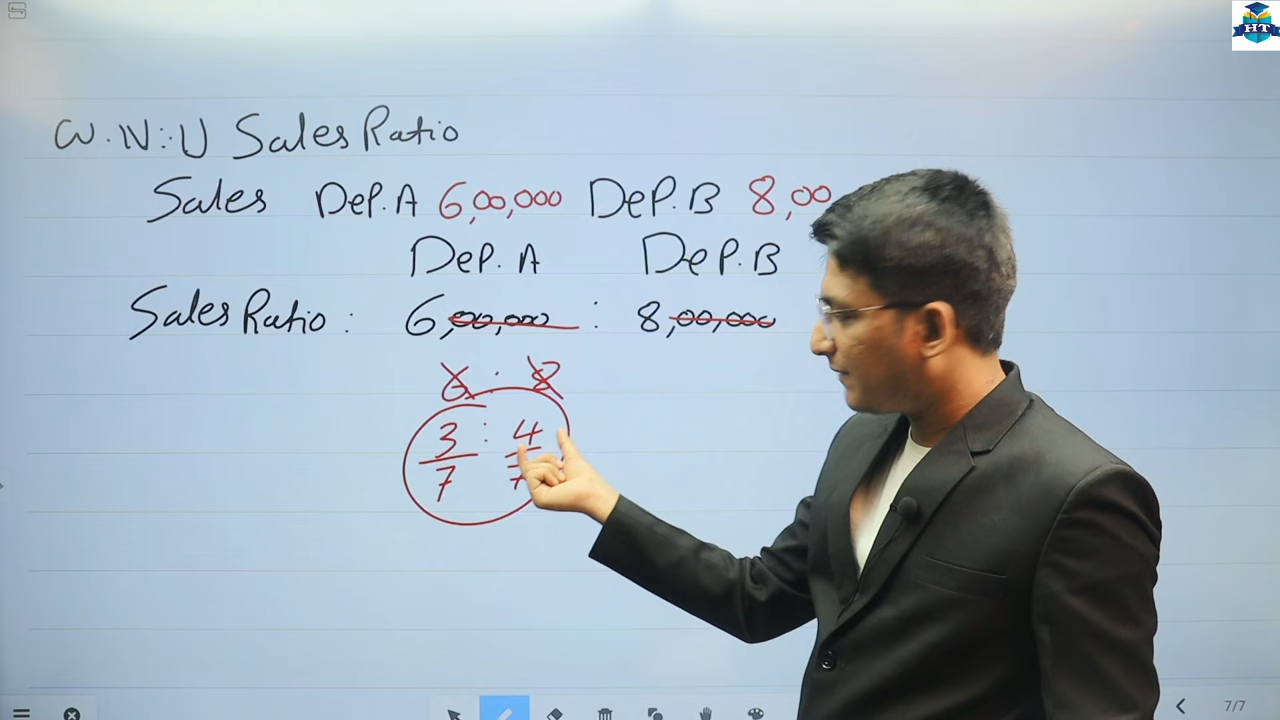 HT
W.N:-U Sales Ratio
Sales DeP.A 6,00,000 DeP.B 8,00
DeP.A DeP.B
Sales Ratio : 6,00,000 : 8,00,000
6 : 8
3 : 4
7 7
7/7